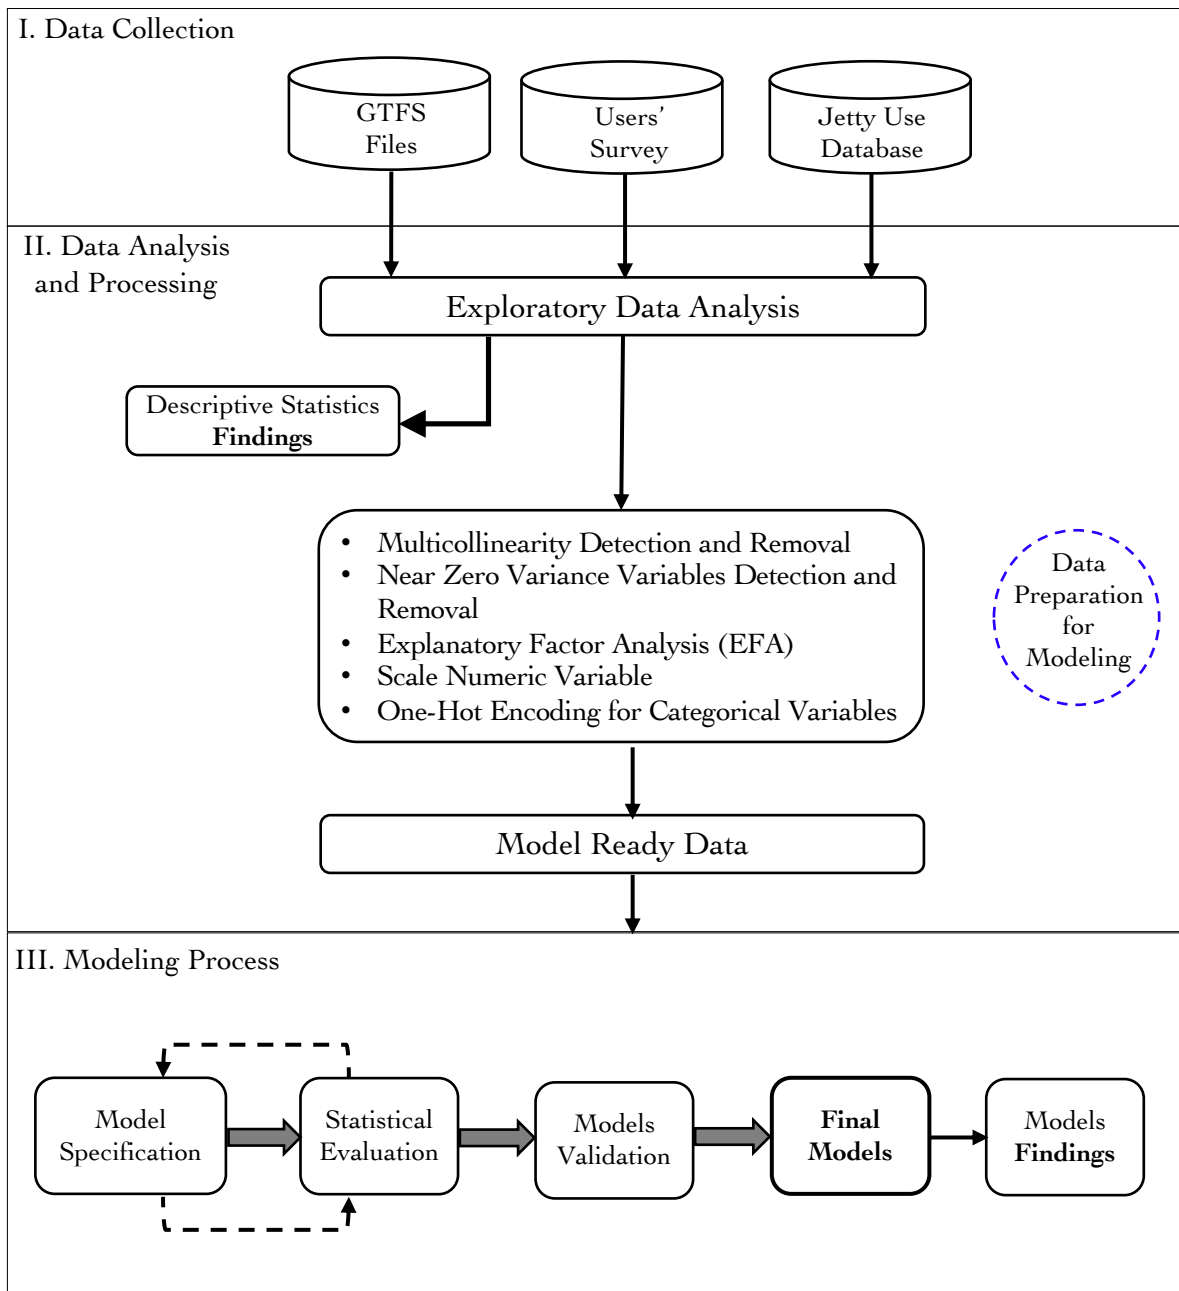 I. Data Collection
GTFS
Files
Users'
Survey
Jetty Use
Database
II. Data Analysis
and Processing
Exploratory Data Analysis
Descriptive Statistics
Findings
• Multicollinearity Detection and Removal
• Near Zero Variance Variables Detection and
Removal
• Explanatory Factor Analysis (EFA)
• Scale Numeric Variable
• One-Hot Encoding for Categorical Variables
Data
Preparation
for
Modeling
Model Ready Data
III. Modeling Process
Model
Specification
Statistical
Evaluation
Models
Validation
Final
Models
Models
Findings